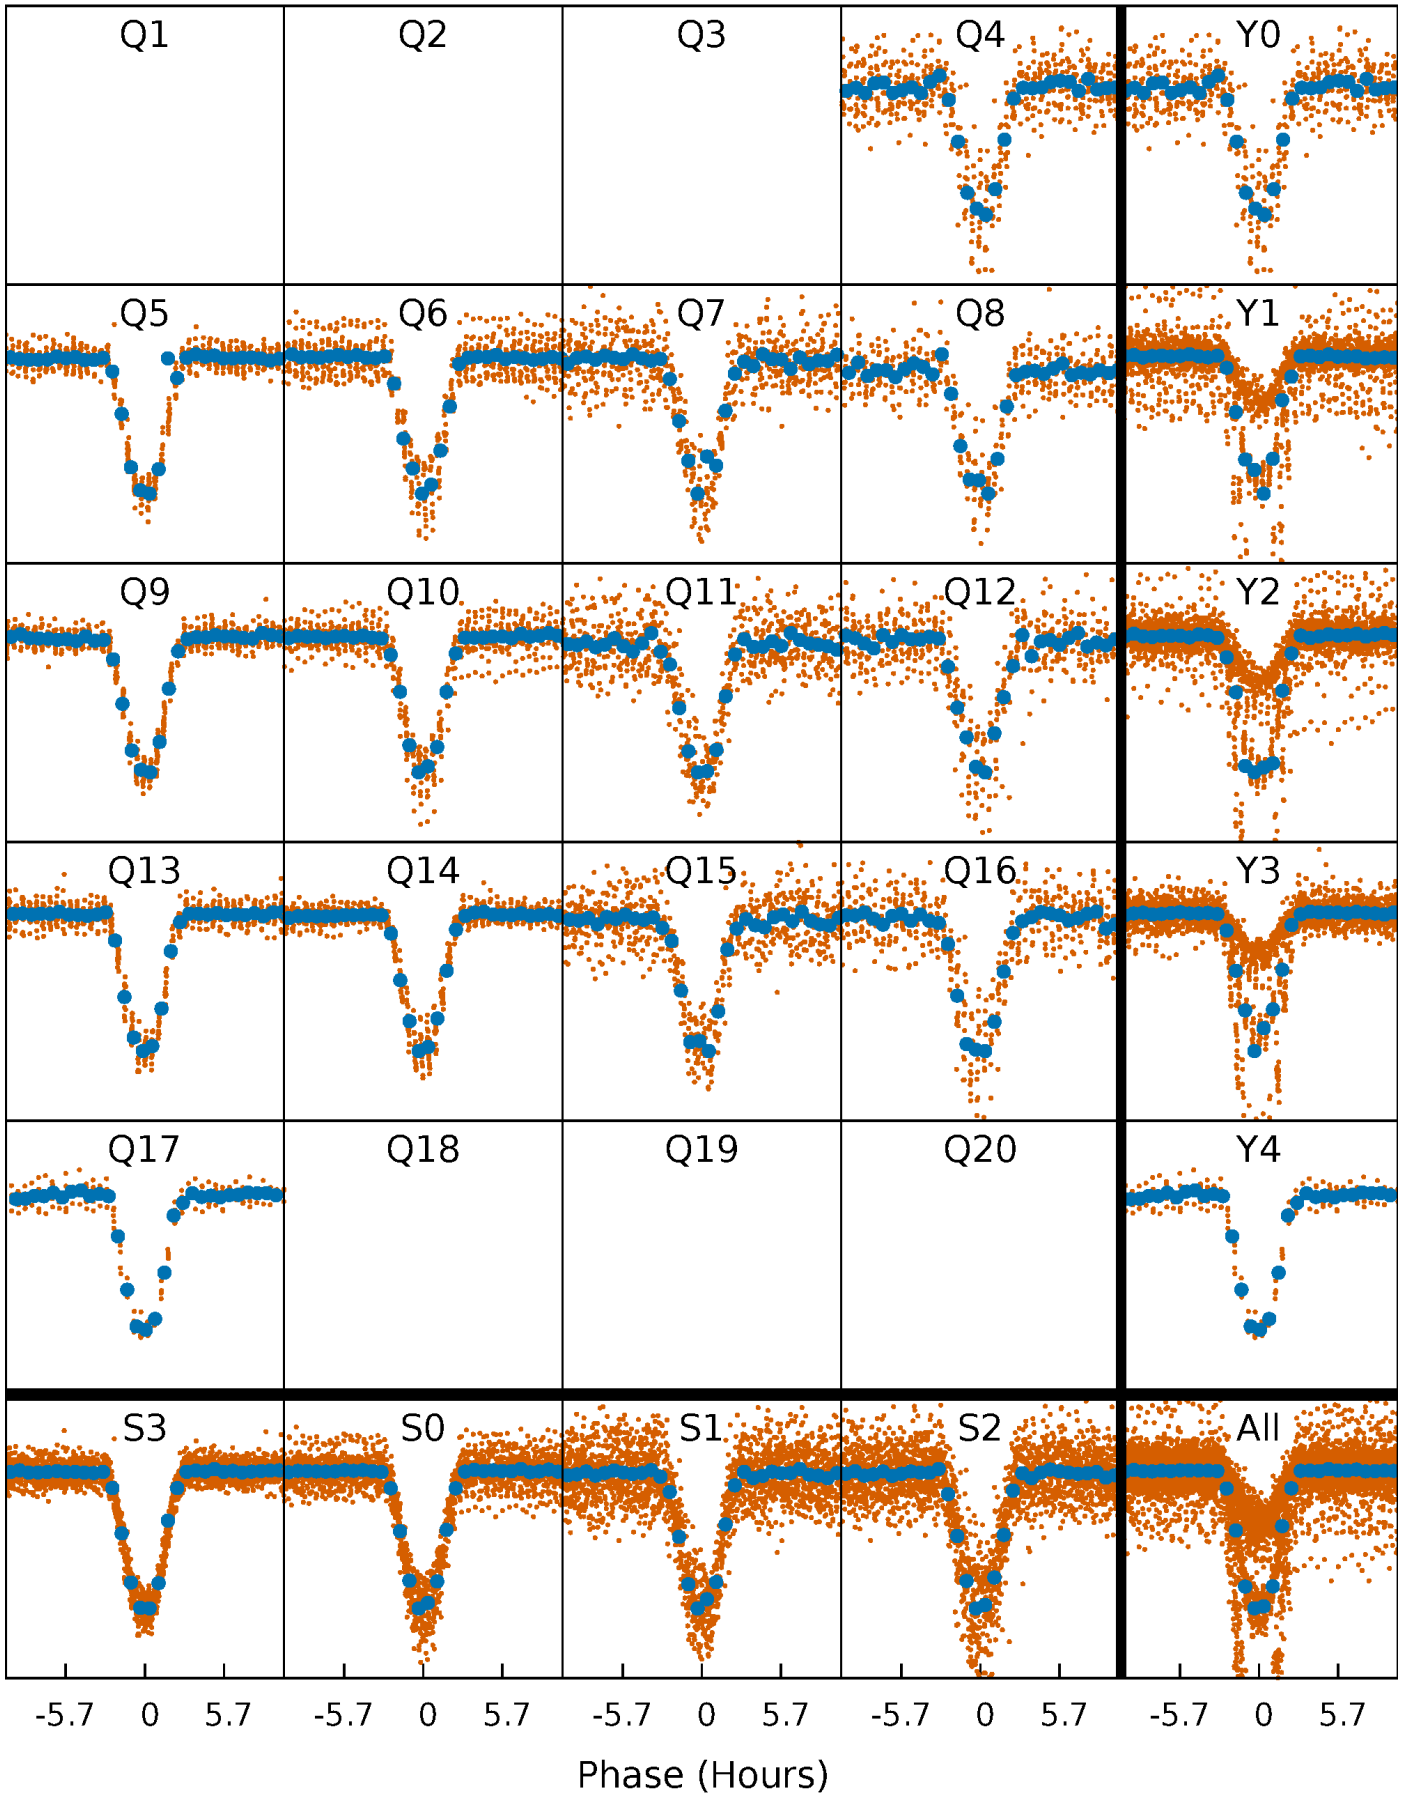 Q1 Q2 Q3 Q4 Y0
Q5 Q6 Q7 Q8 Y1
Q9 Q10 Q11 Q12 Y2
Q13 Q14 Q15 Q16 Y3
Q17 Q18 Q19 Q20 Y4
S3 S0 S1 S2 All
-5.7 0 5.7 -5.7 0 5.7 -5.7 0 5.7 -5.7 0 5.7 -5.7 0 5.7
Phase (Hours)